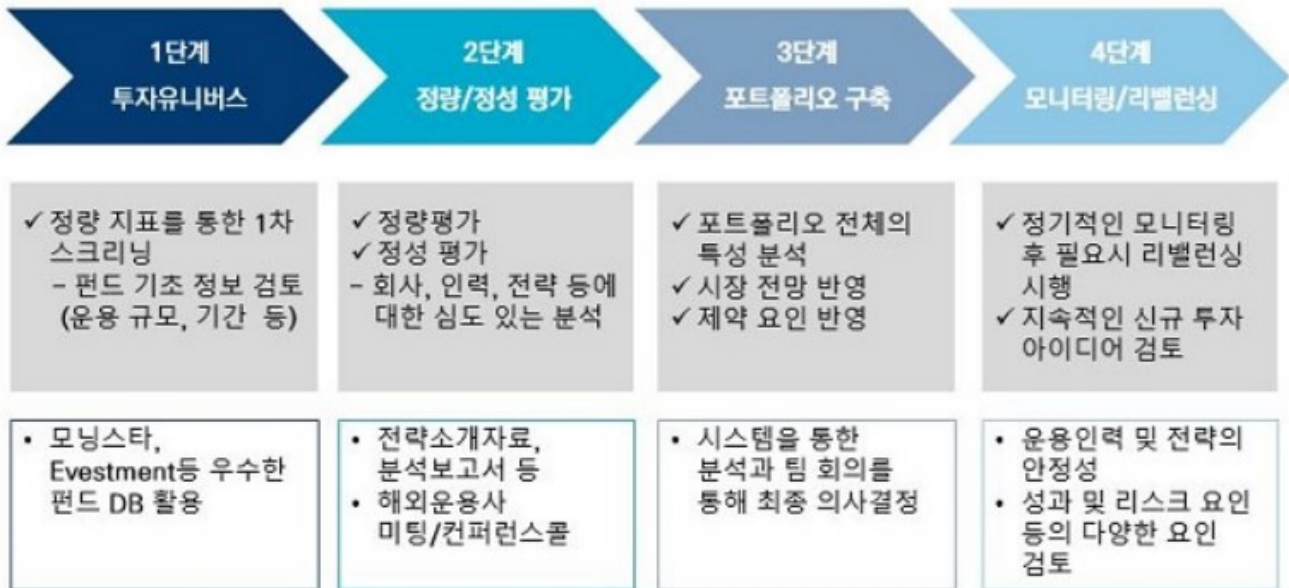 1단계
투자유니버스
2단계
정량/정성 평가
3단계
포트폴리오 구축
4단계
모니터링/리밸런싱
✓ 정량 지표를 통한 1차
스크리닝
– 펀드 기초 정보 검토
(운용 규모, 기간 등)
✓ 정량평가
✓ 정성 평가
– 회사, 인력, 전략 등에
대한 심도 있는 분석
✓ 포트폴리오 전체의
특성 분석
✓ 시장 전망 반영
✓ 제약 요인 반영
✓ 정기적인 모니터링
후 필요시 리밸런싱
시행
✓ 지속적인 신규 투자
아이디어 검토
• 모닝스타,
Evestment등 우수한
펀드 DB 활용
• 전략소개자료,
분석보고서 등
• 해외운용사
미팅/컨퍼런스콜
• 시스템을 통한
분석과 팀 회의를
통해 최종 의사결정
• 운용인력 및 전략의
안정성
• 성과 및 리스크 요인
등의 다양한 요인
검토